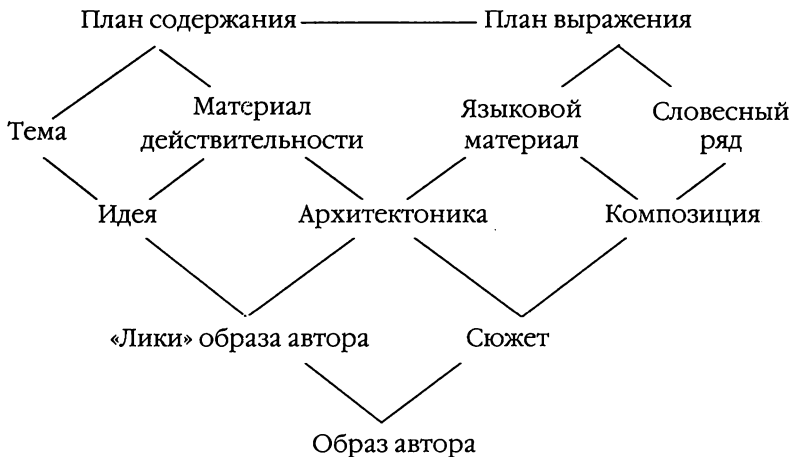 План содержания План выражения
Тема
Материал
действительности
Языковой
материал
Словесный
ряд
Идея Архитектоника Композиция
«Лики» образа автора Сюжет
Образ автора